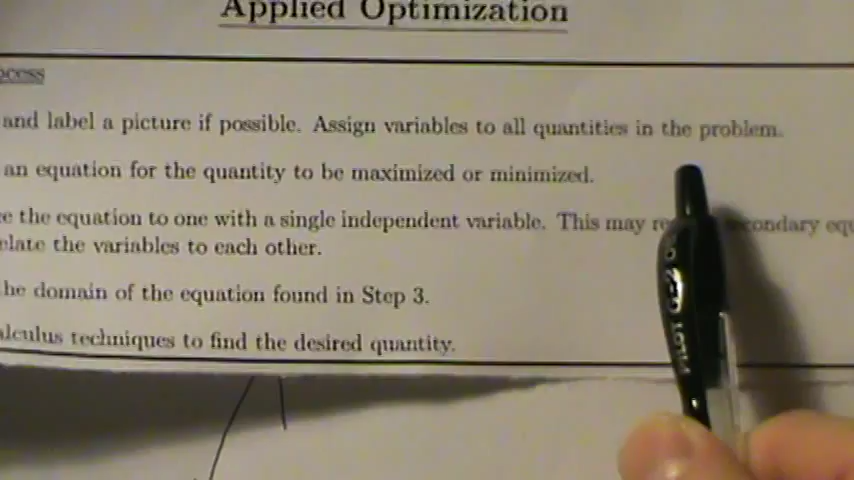 Applied Optimization
ocess
and label a picture if possible. Assign variables to all quantities in the problem.
an equation for the quantity to be maximized or minimized.
e the equation to one with a single independent variable. This may re condary equ
elate the variables to each other.
he domain of the equation found in Step 3.
alculus techniques to find the desired quantity.